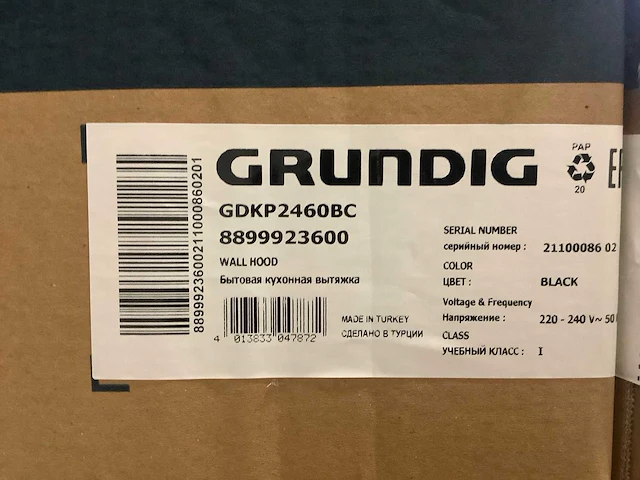 GRUNDIG
PAP
20
GDKP2460BC
8899923600
WALL HOOD
Бытовая кухонная вытяжка
8899923600211000860201
4 013833 047872
MADE IN TURKEY
СДЕЛАНО В ТУРЦИИ
SERIAL NUMBER
серийный номер : 21100086 02
COLOR
ЦВЕТ : BLACK
Voltage & Frequency
Напряжение : 220 - 240 V~ 50
CLASS
УЧЕБНЫЙ КЛАСС : I